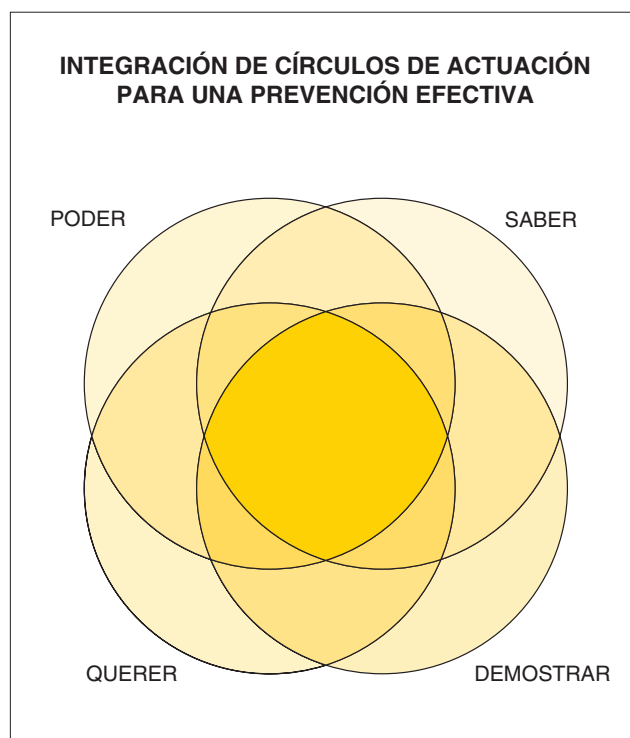 INTEGRACIÓN DE CÍRCULOS DE ACTUACIÓN
PARA UNA PREVENCIÓN EFECTIVA
PODER
SABER
QUERER
DEMOSTRAR